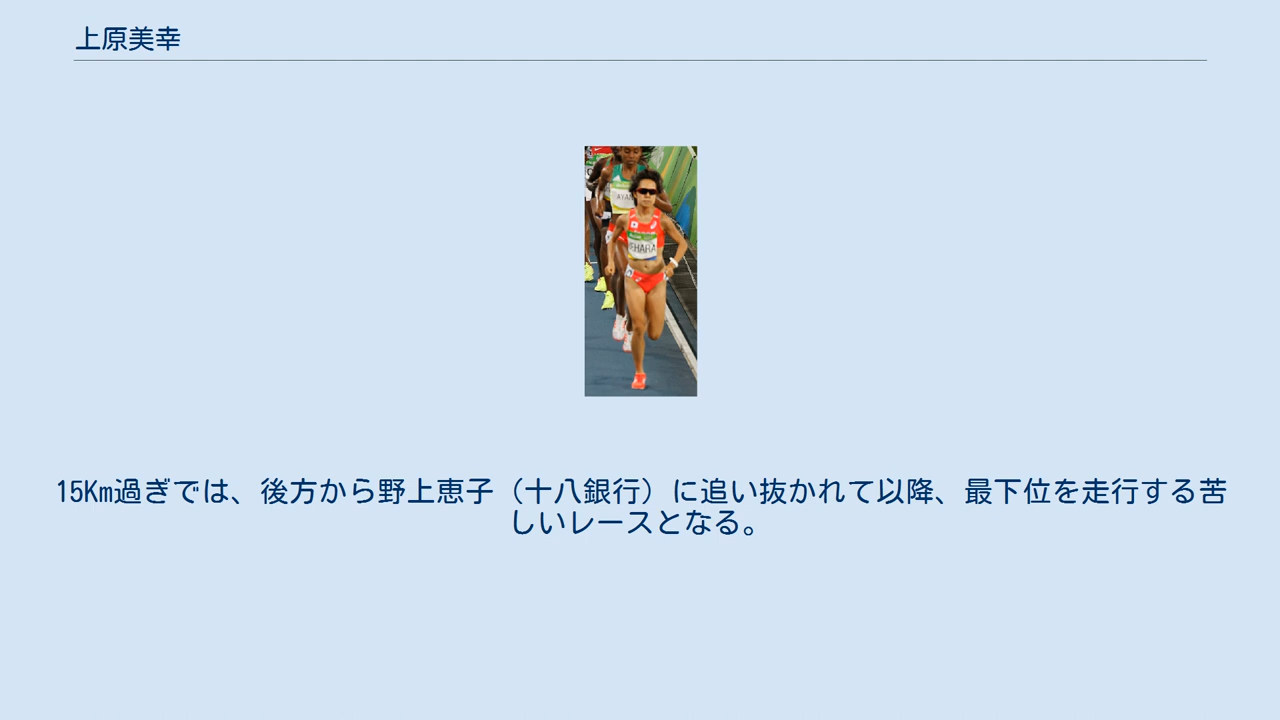 上原美幸
AYAN
EHARA
15Km過ぎでは、後方から野上恵子（十八銀行）に追い抜かれて以降、最下位を走行する苦
しいレースとなる。